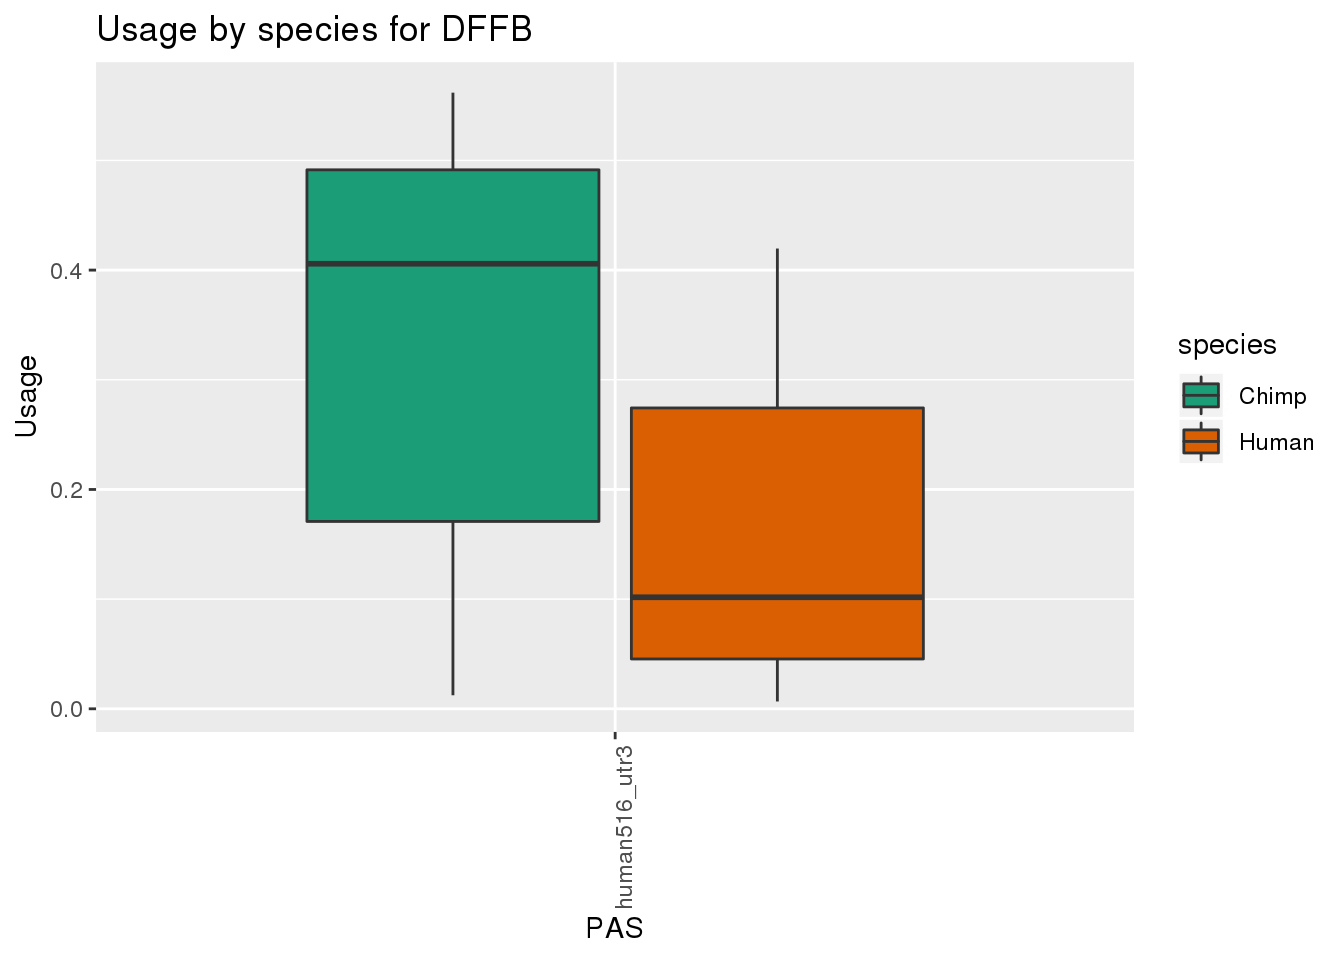 Usage by species for DFFB
Usage
0.4
0.2
0.0
human516_utr3
PAS
species
Chimp
Human